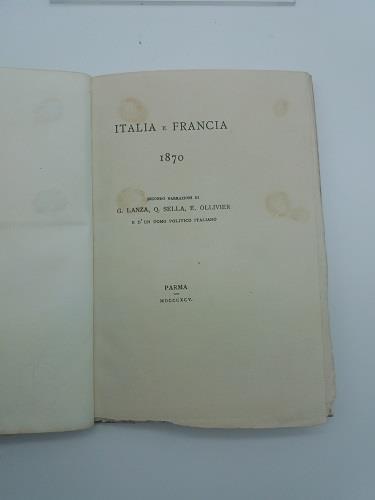 ITALIA E FRANCIA
1870
SECONDO NARRAZIONI DI
G. LANZA, Q. SELLA, E. OLLIVIER
E D'UN UOMO POLITICO ITALIANO
PARMA
MDCCCXCV.